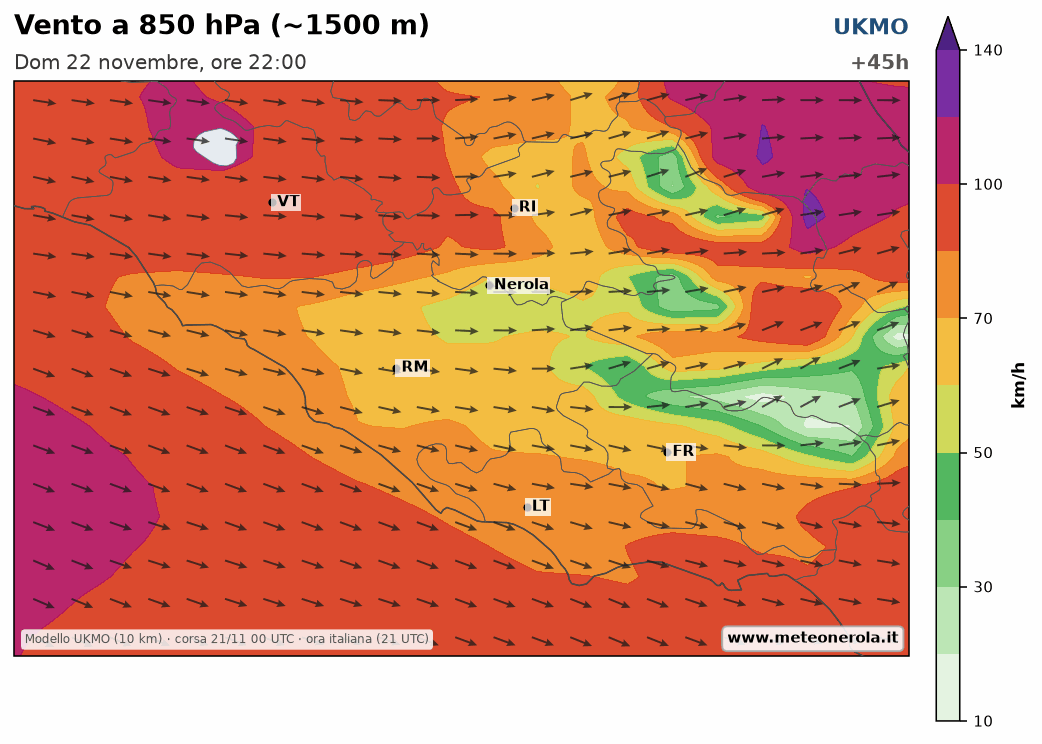 Vento a 850 hPa (~1500 m)
UKMO
Dom 22 novembre, ore 22:00
+45h
VT
RI
Nerola
RM
FR
LT
Modello UKMO (10 km) · corsa 21/11 00 UTC · ora italiana (21 UTC)
www.meteonerola.it
140
100
70
50
30
10
km/h